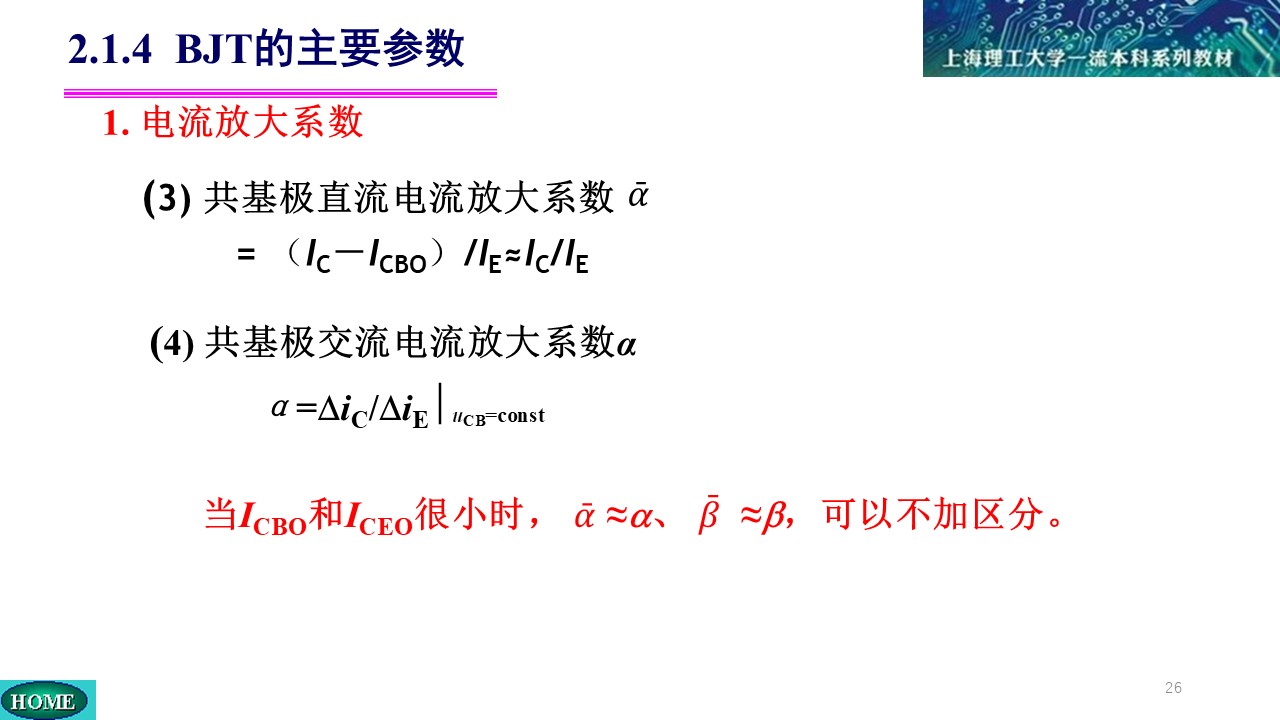 2.1.4 BJT的主要参数
上海理工大学一流本科系列教材
1. 电流放大系数
(3) 共基极直流电流放大系数 ᾱ
= （IC－ICBO）/IE≈IC/IE
(4) 共基极交流电流放大系数α
α=ΔiC/ΔiE│uCB=const
当ICBO和ICEO很小时， ᾱ ≈α、 β̄ ≈β，可以不加区分。
HOME
26